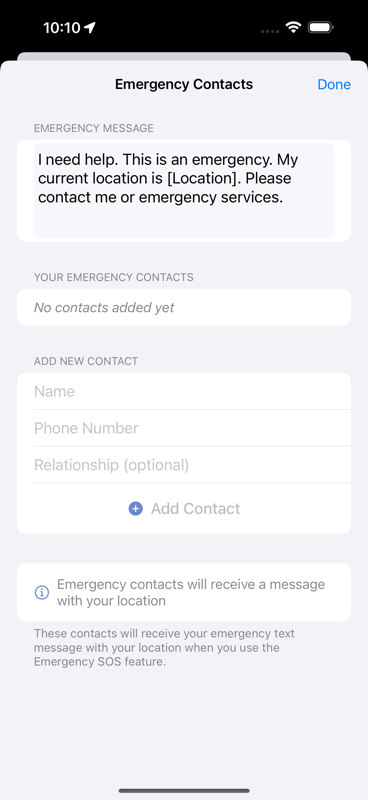 10:10
Emergency Contacts
Done
EMERGENCY MESSAGE
I need help. This is an emergency. My
current location is [Location]. Please
contact me or emergency services.
YOUR EMERGENCY CONTACTS
No contacts added yet
ADD NEW CONTACT
Name
Phone Number
Relationship (optional)
Add Contact
Emergency contacts will receive a message
with your location
These contacts will receive your emergency text
message with your location when you use the
Emergency SOS feature.